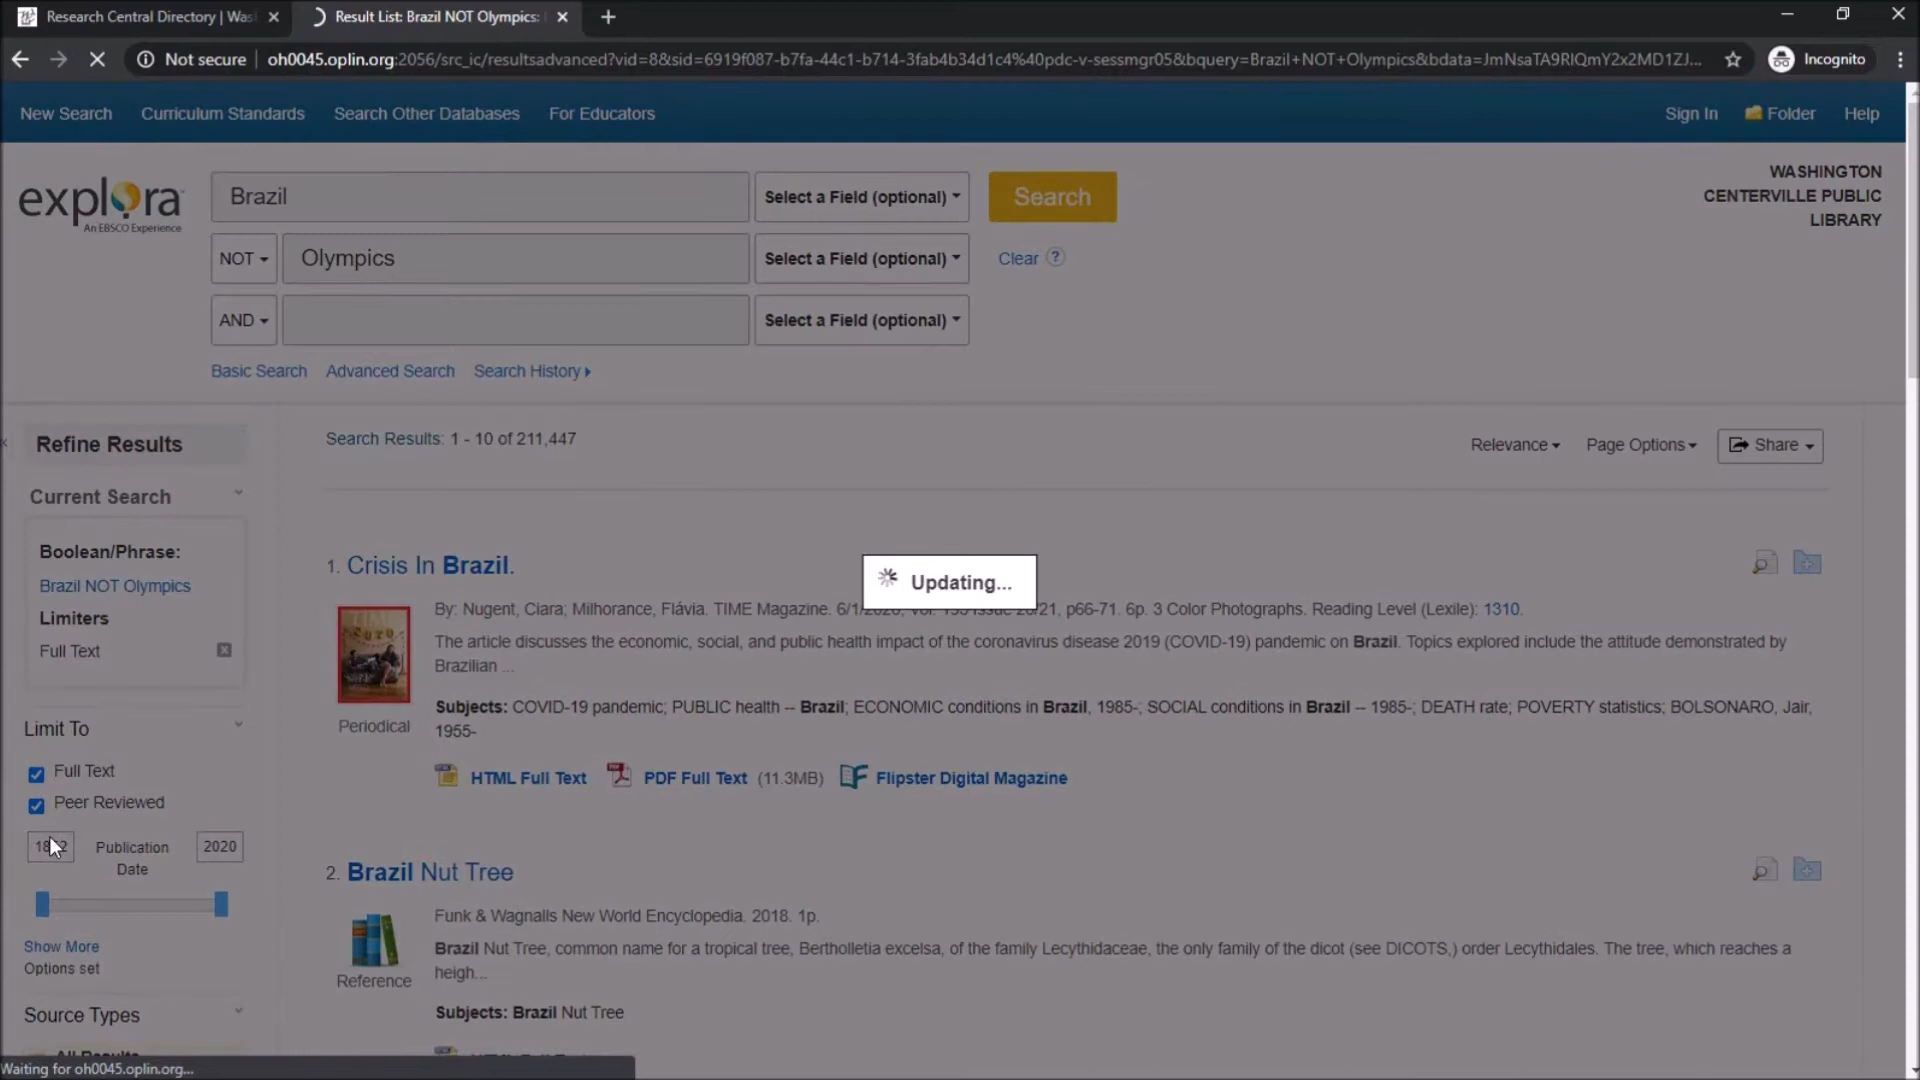 Research Central Directory | Was
Result List: Brazil NOT Olympics:
Not secure
oh0045.oplin.org:2056/src_ic/resultsadvanced?vid=8&sid=6919f087-b7fa-44c1-b714-3fab4b34d1c4%40pdc-v-sessmgr05&bquery=Brazil+NOT+Olympics&bdata=JmNsaTA9RlQmY2x2MD1ZJ...
Incognito
New Search Curriculum Standards Search Other Databases For Educators
Sign In Folder Help
explora
An EBSCO Experience
Brazil Select a Field (optional) Search
NOT Olympics Select a Field (optional) Clear ?
AND Select a Field (optional)
Basic Search Advanced Search Search History
WASHINGTON
CENTERVILLE PUBLIC
LIBRARY
Refine Results
Current Search
Boolean/Phrase:
Brazil NOT Olympics
Limiters
Full Text
Limit To
Full Text
Peer Reviewed
Publication
Date
2020
Show More
Options set
Source Types
All Results
Search Results: 1 - 10 of 211,447
Relevance Page Options Share
1. Crisis In Brazil.
Updating...
By: Nugent, Ciara; Milhorance, Flávia. TIME Magazine. 6/1/2020, Vol. 195 Issue 20/21, p66-71. 6p. 3 Color Photographs. Reading Level (Lexile): 1310.
The article discusses the economic, social, and public health impact of the coronavirus disease 2019 (COVID-19) pandemic on Brazil. Topics explored include the attitude demonstrated by
Brazilian ...
Subjects: COVID-19 pandemic; PUBLIC health -- Brazil; ECONOMIC conditions in Brazil, 1985-; SOCIAL conditions in Brazil -- 1985-; DEATH rate; POVERTY statistics; BOLSONARO, Jair,
1955-
Periodical
HTML Full Text PDF Full Text (11.3MB) Flipster Digital Magazine
2. Brazil Nut Tree
Funk & Wagnalls New World Encyclopedia. 2018. 1p.
Brazil Nut Tree, common name for a tropical tree, Bertholletia excelsa, of the family Lecythidaceae, the only family of the dicot (see DICOTS,) order Lecythidales. The tree, which reaches a
heigh...
Reference
Subjects: Brazil Nut Tree
Waiting for oh0045.oplin.org...